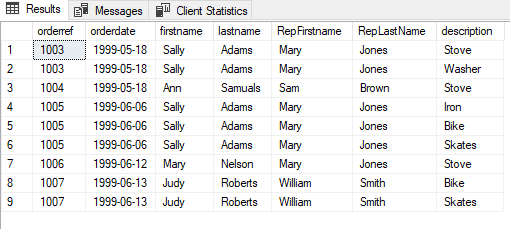 Results Messages Client Statistics
orderref orderdate firstname lastname RepFirstname RepLastName description
1 1003 1999-05-18 Sally Adams Mary Jones Stove
2 1003 1999-05-18 Sally Adams Mary Jones Washer
3 1004 1999-05-18 Ann Samuals Sam Brown Stove
4 1005 1999-06-06 Sally Adams Mary Jones Iron
5 1005 1999-06-06 Sally Adams Mary Jones Bike
6 1005 1999-06-06 Sally Adams Mary Jones Skates
7 1006 1999-06-12 Mary Nelson Mary Jones Stove
8 1007 1999-06-13 Judy Roberts William Smith Bike
9 1007 1999-06-13 Judy Roberts William Smith Skates